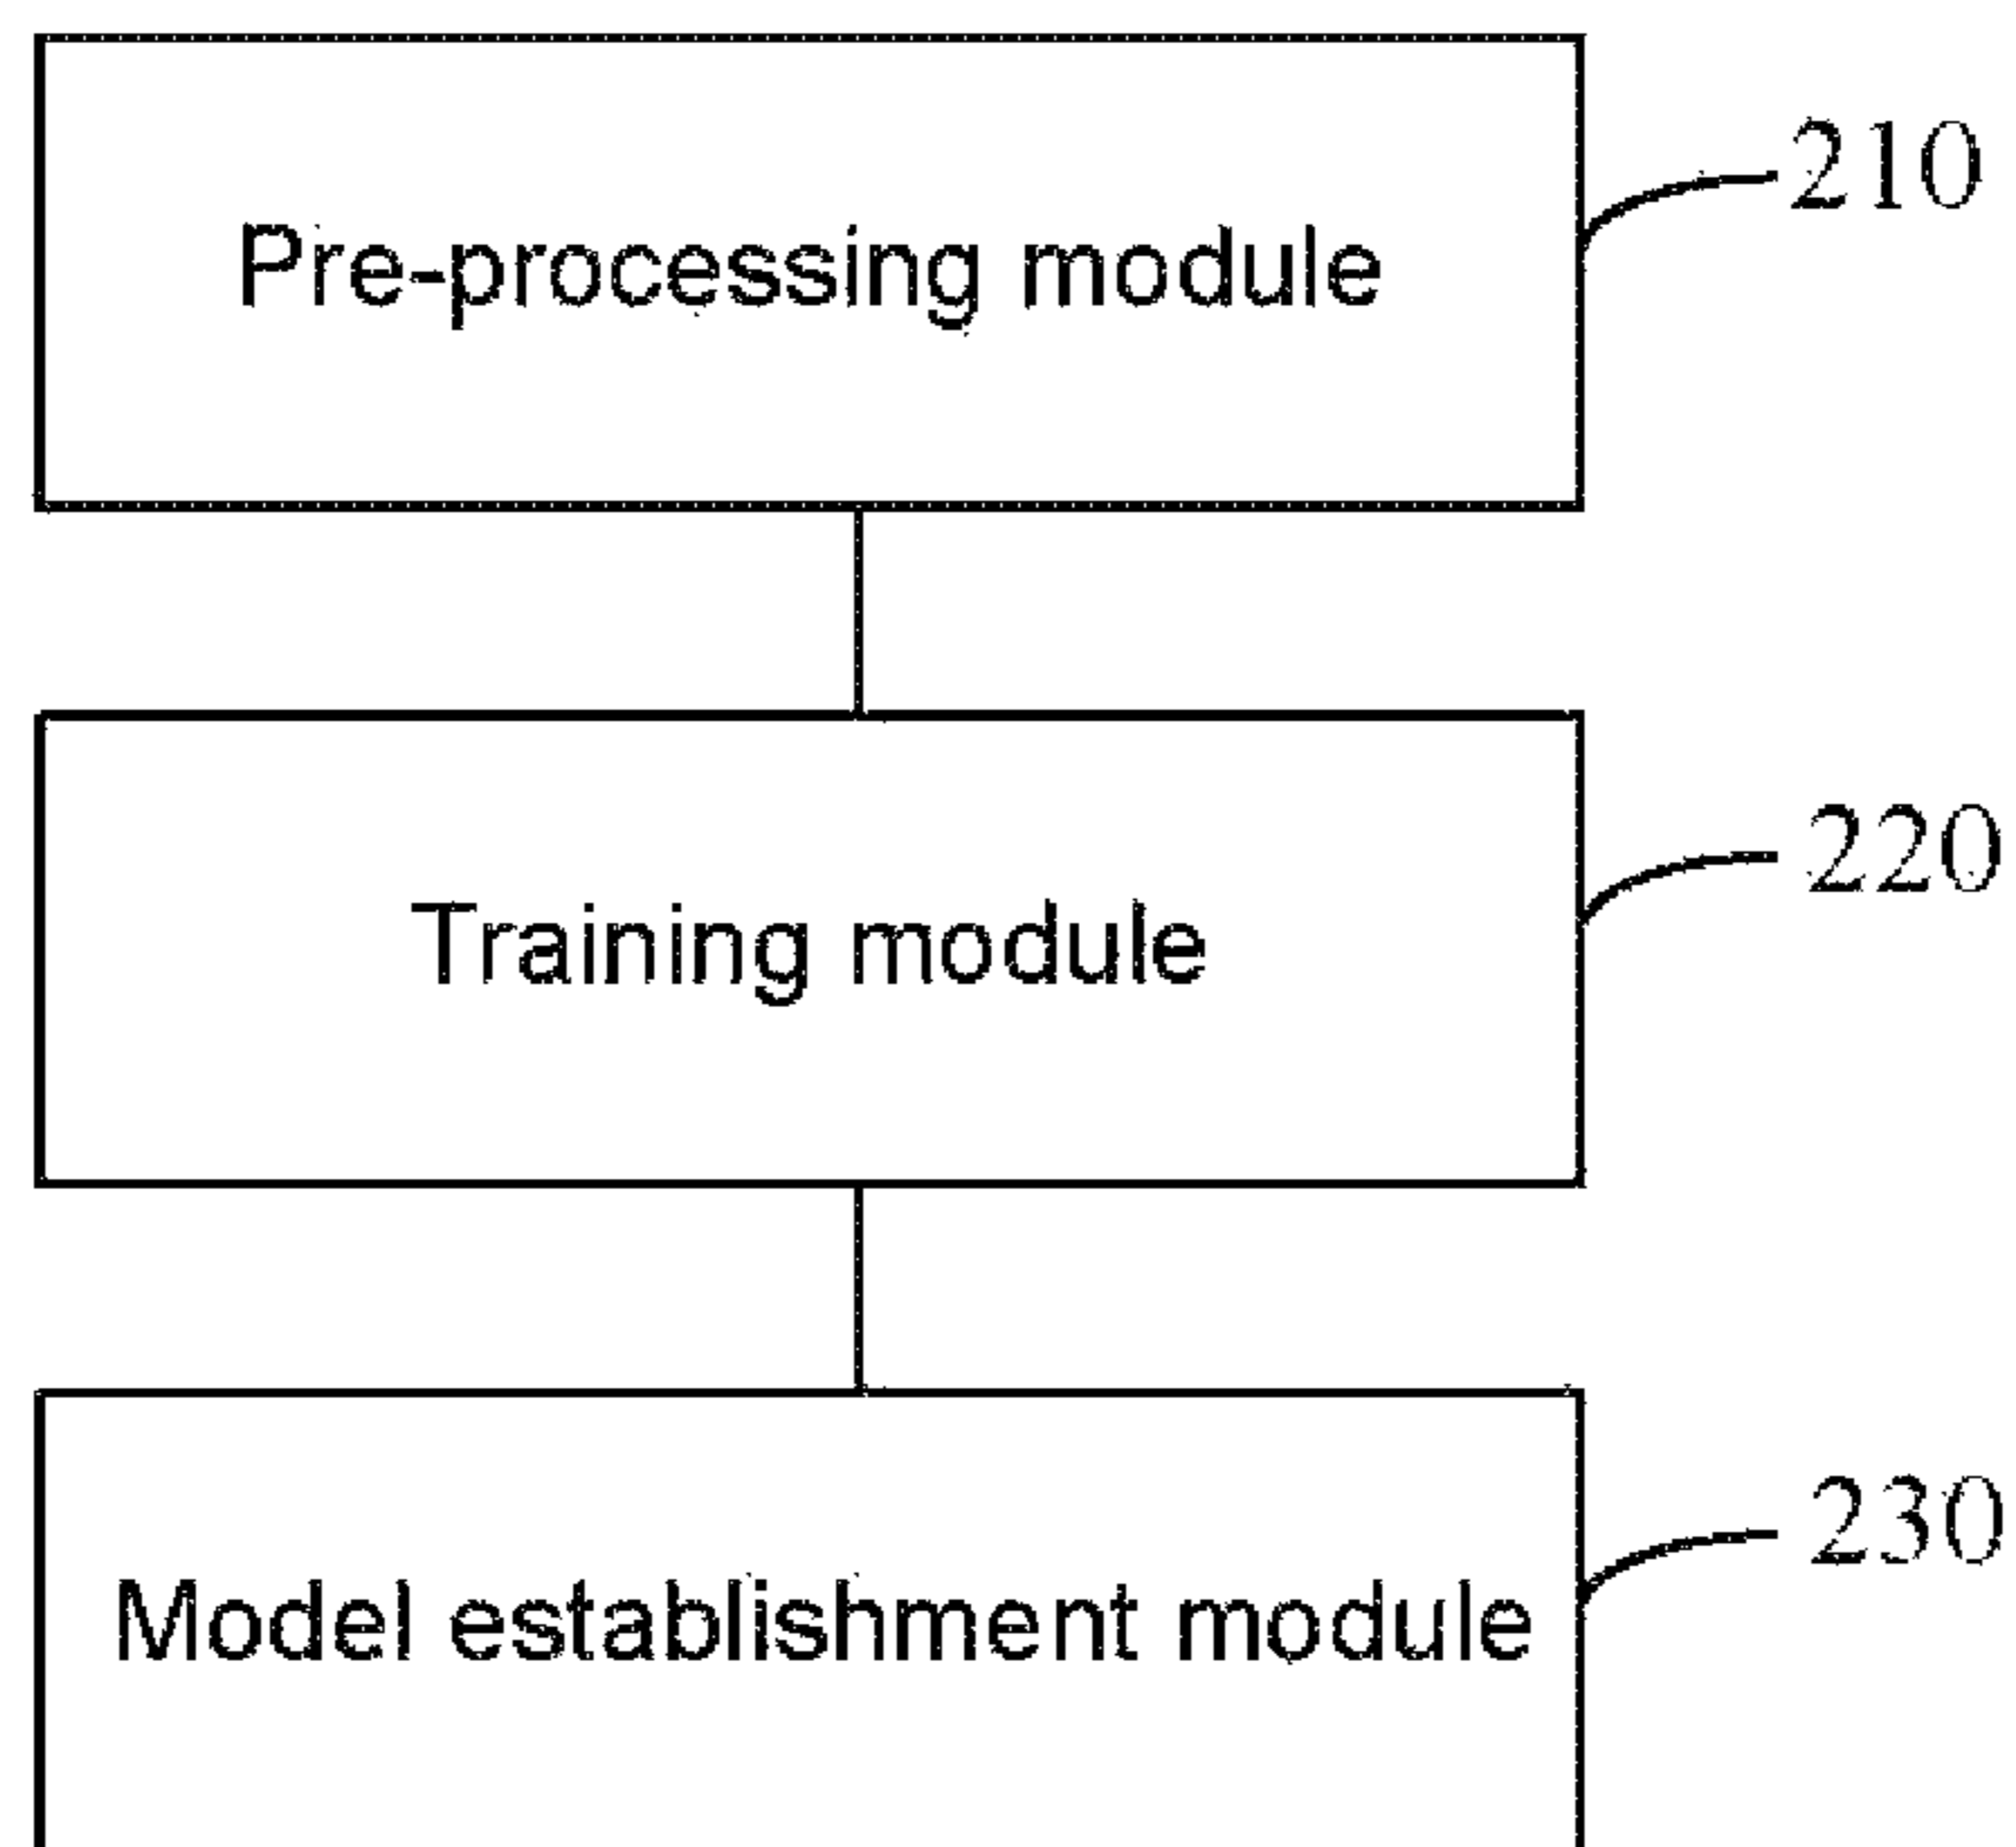 Pre-processing module
210
Training module
220
Model establishment module
230